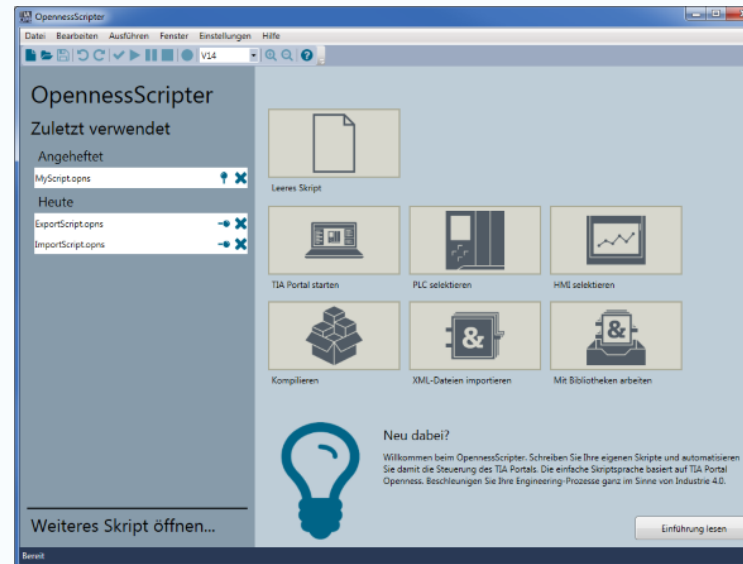 OpennessScripter
Datei Bearbeiten Ausführen Fenster Einstellungen Hilfe
V14
OpennessScripter
Zuletzt verwendet
Angeheftet
MyScript.opns
Heute
ExportScript.opns
ImportScript.opns
Weiteres Skript öffnen...
Leeres Skript
TIA Portal starten
PLC selektieren
HMI selektieren
&
&
Kompilieren
XML-Dateien importieren
Mit Bibliotheken arbeiten
Neu dabei?
Willkommen beim OpennessScripter. Schreiben Sie Ihre eigenen Skripte und automatisieren
Sie damit die Steuerung des TIA Portals. Die einfache Skriptsprache basiert auf TIA Portal
Openness. Beschleunigen Sie Ihre Engineering-Prozesse ganz im Sinne von Industrie 4.0.
Einführung lesen
Bereit